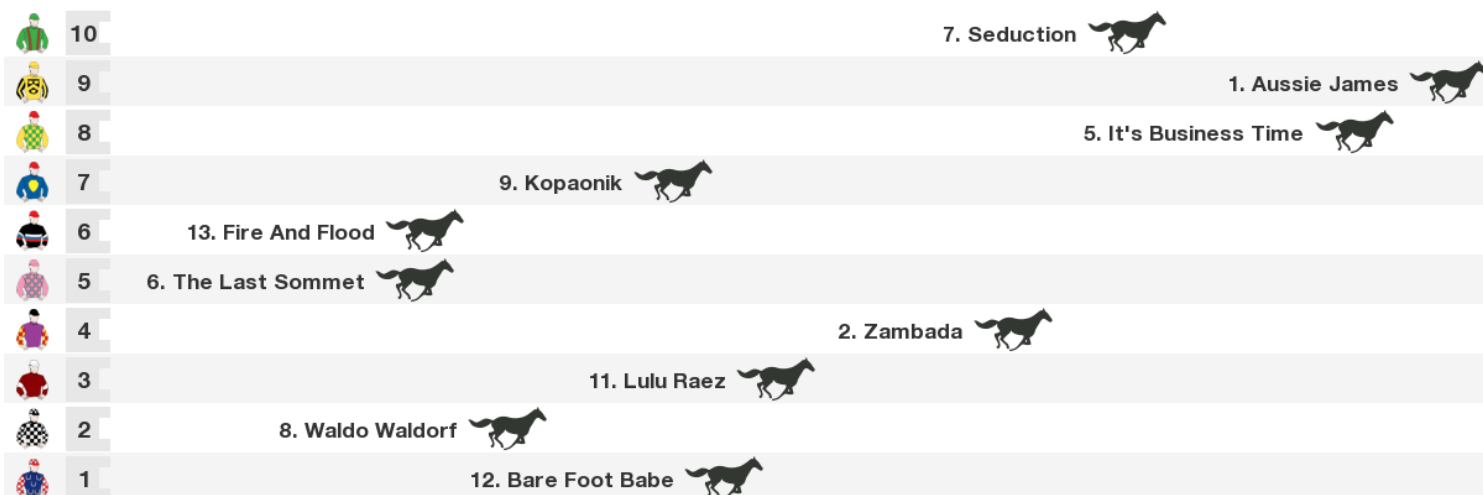 10 7. Seduction
9 1. Aussie James
8 5. It's Business Time
7 9. Kopaonik
6 13. Fire And Flood
5 6. The Last Sommet
4 2. Zambada
3 11. Lulu Raez
2 8. Waldo Waldorf
1 12. Bare Foot Babe